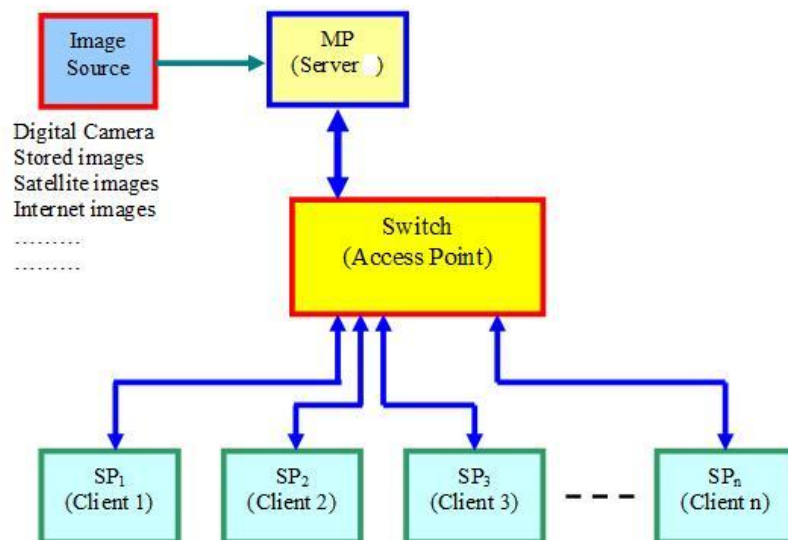 Image
Source
MP
(Server )
Digital Camera
Stored images
Satellite images
Internet images
.........
.........
Switch
(Access Point)
SP₁
(Client 1)
SP₂
(Client 2)
SP₃
(Client 3)
SPₙ
(Client n)